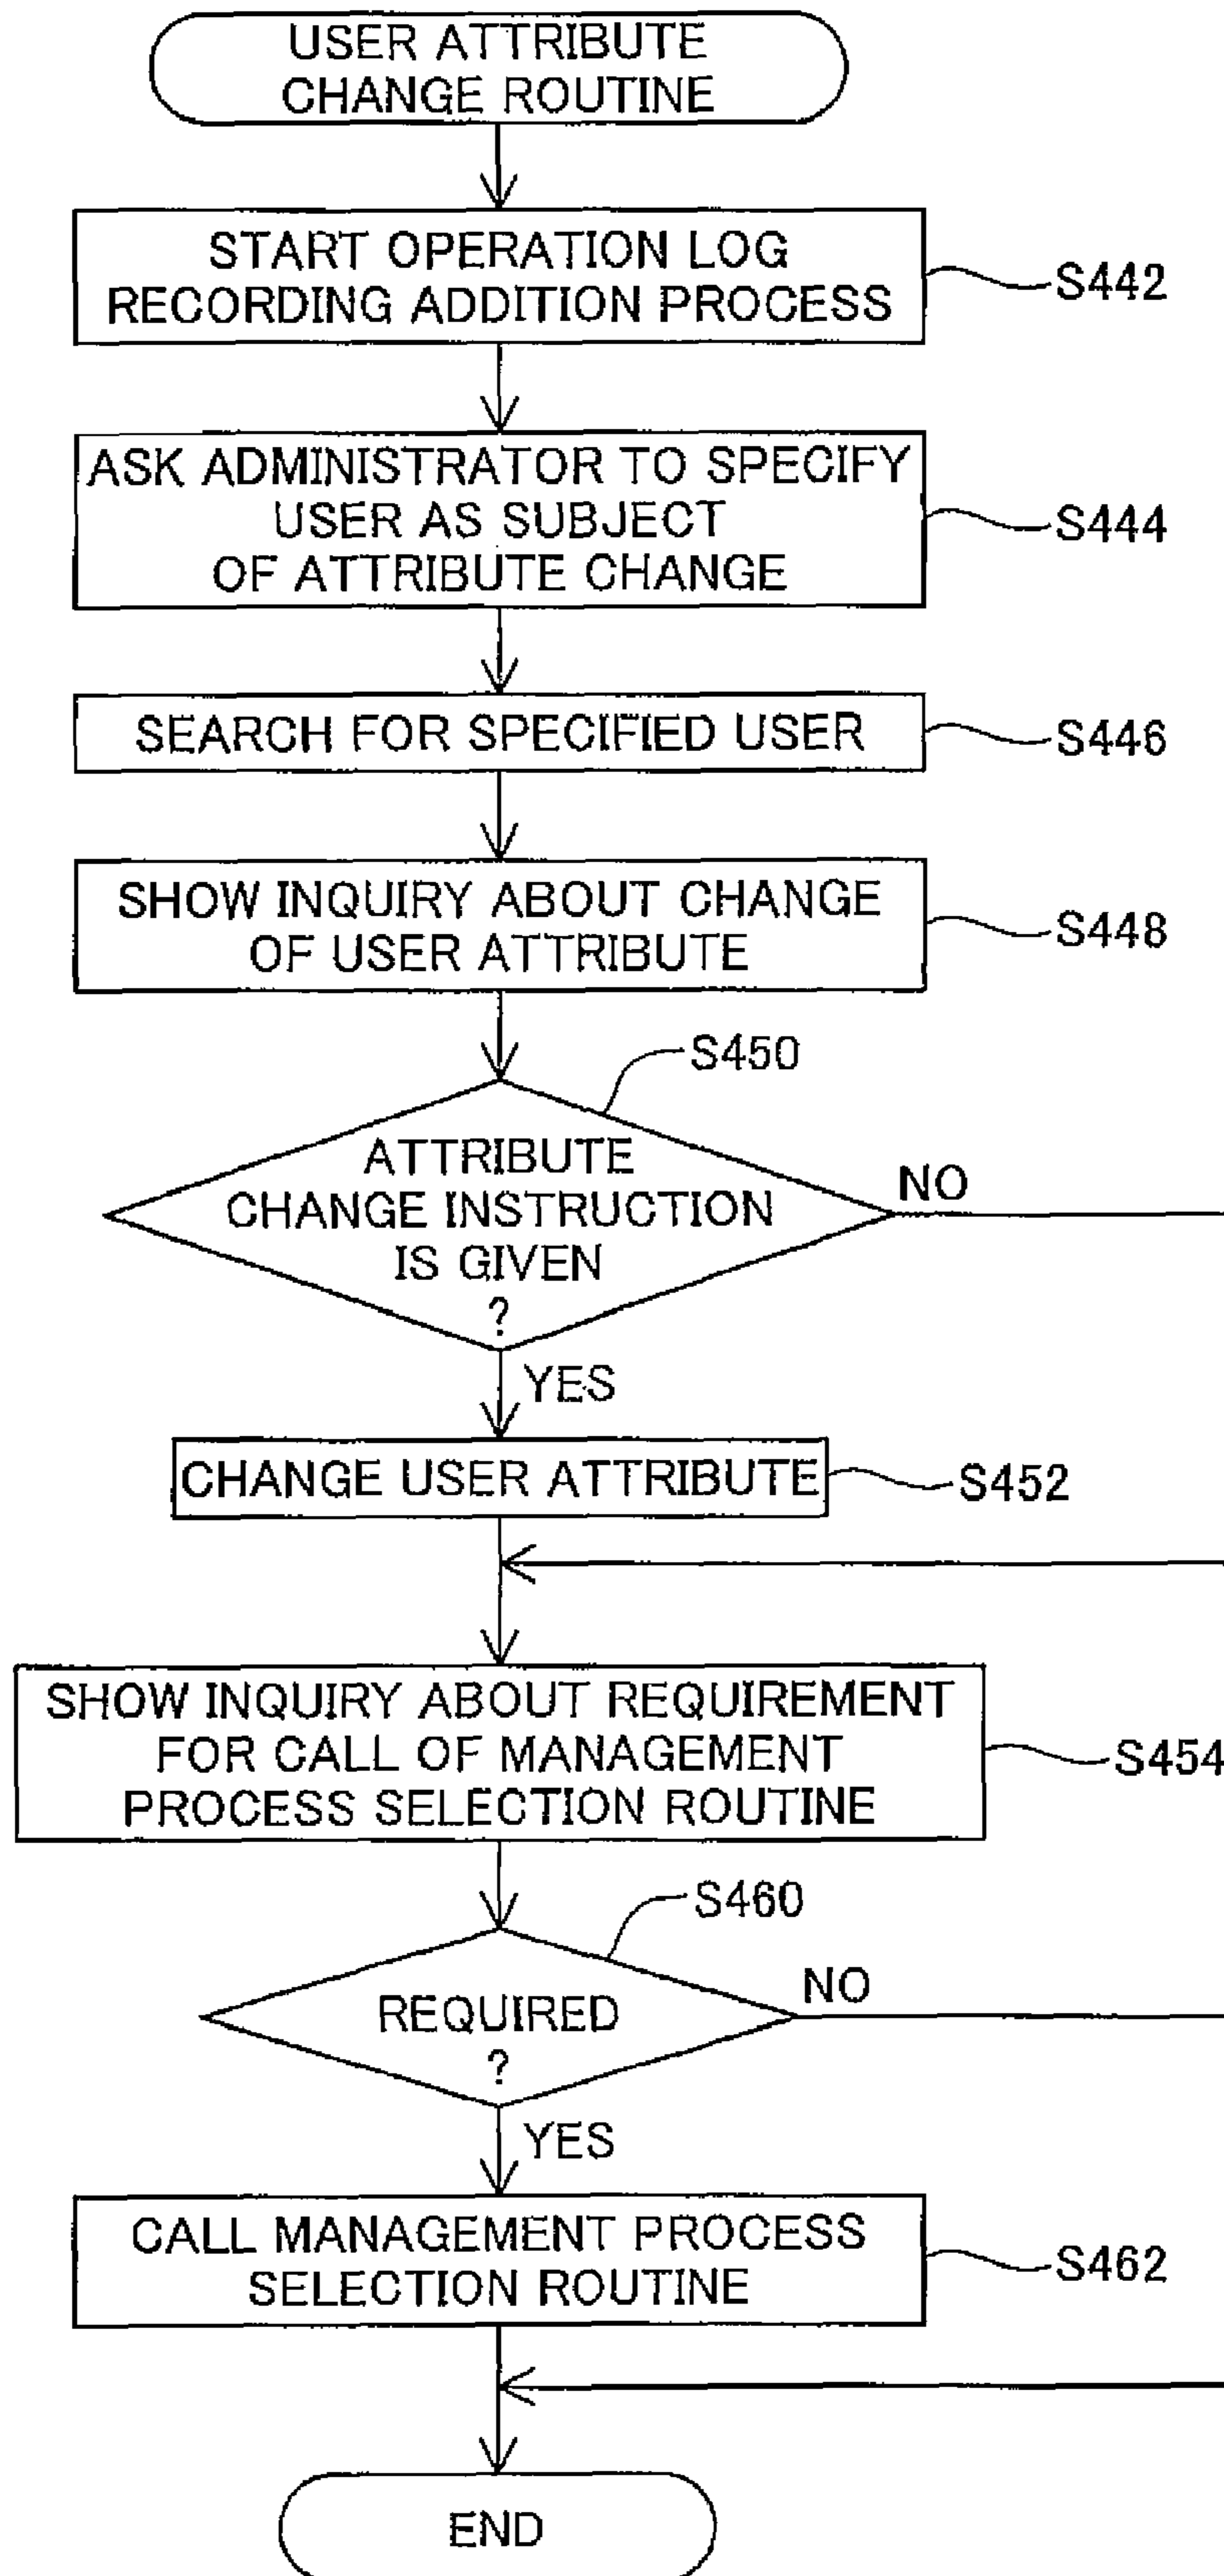 USER ATTRIBUTE
CHANGE ROUTINE
START OPERATION LOG
RECORDING ADDITION PROCESS
S442
ASK ADMINISTRATOR TO SPECIFY
USER AS SUBJECT
OF ATTRIBUTE CHANGE
S444
SEARCH FOR SPECIFIED USER
S446
SHOW INQUIRY ABOUT CHANGE
OF USER ATTRIBUTE
S448
S450
ATTRIBUTE
CHANGE INSTRUCTION
IS GIVEN
?
NO
YES
CHANGE USER ATTRIBUTE
S452
SHOW INQUIRY ABOUT REQUIREMENT
FOR CALL OF MANAGEMENT
PROCESS SELECTION ROUTINE
S454
S460
REQUIRED
?
NO
YES
CALL MANAGEMENT PROCESS
SELECTION ROUTINE
S462
END